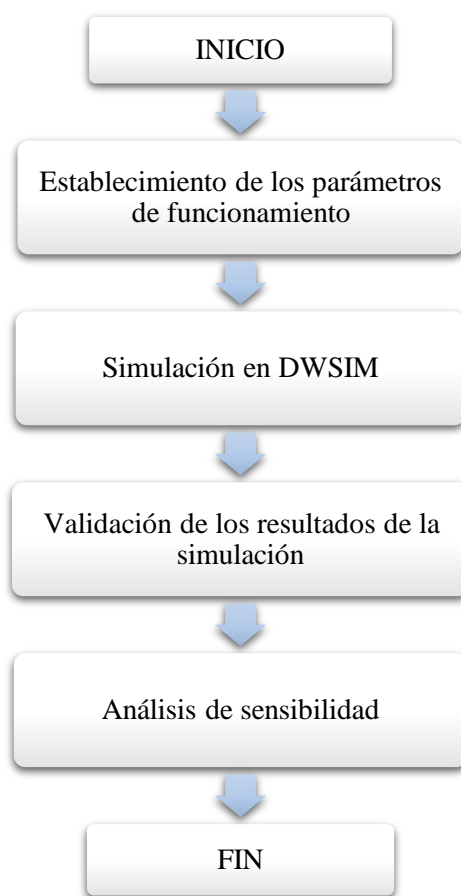 INICIO
Establecimiento de los parámetros
de funcionamiento
Simulación en DWSIM
Validación de los resultados de la
simulación
Análisis de sensibilidad
FIN